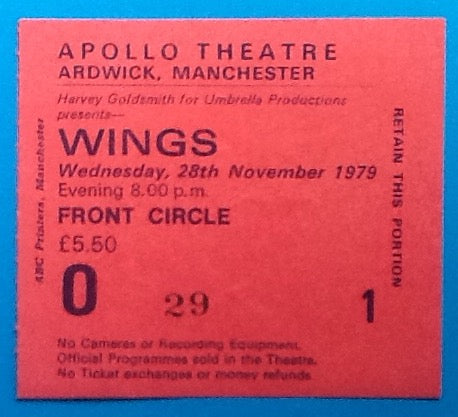 APOLLO THEATRE
ARDWICK, MANCHESTER
Harvey Goldsmith for Umbrella Productions
presents—
WINGS
Wednesday, 28th November 1979
Evening 8.00 p.m.
FRONT CIRCLE
£5.50
O 29 1
No Cameras or Recording Equipment.
Official Programmes sold in the Theatre.
No Ticket exchanges or money refunds
RETAIN THIS PORTION
ABC Printers, Manchester